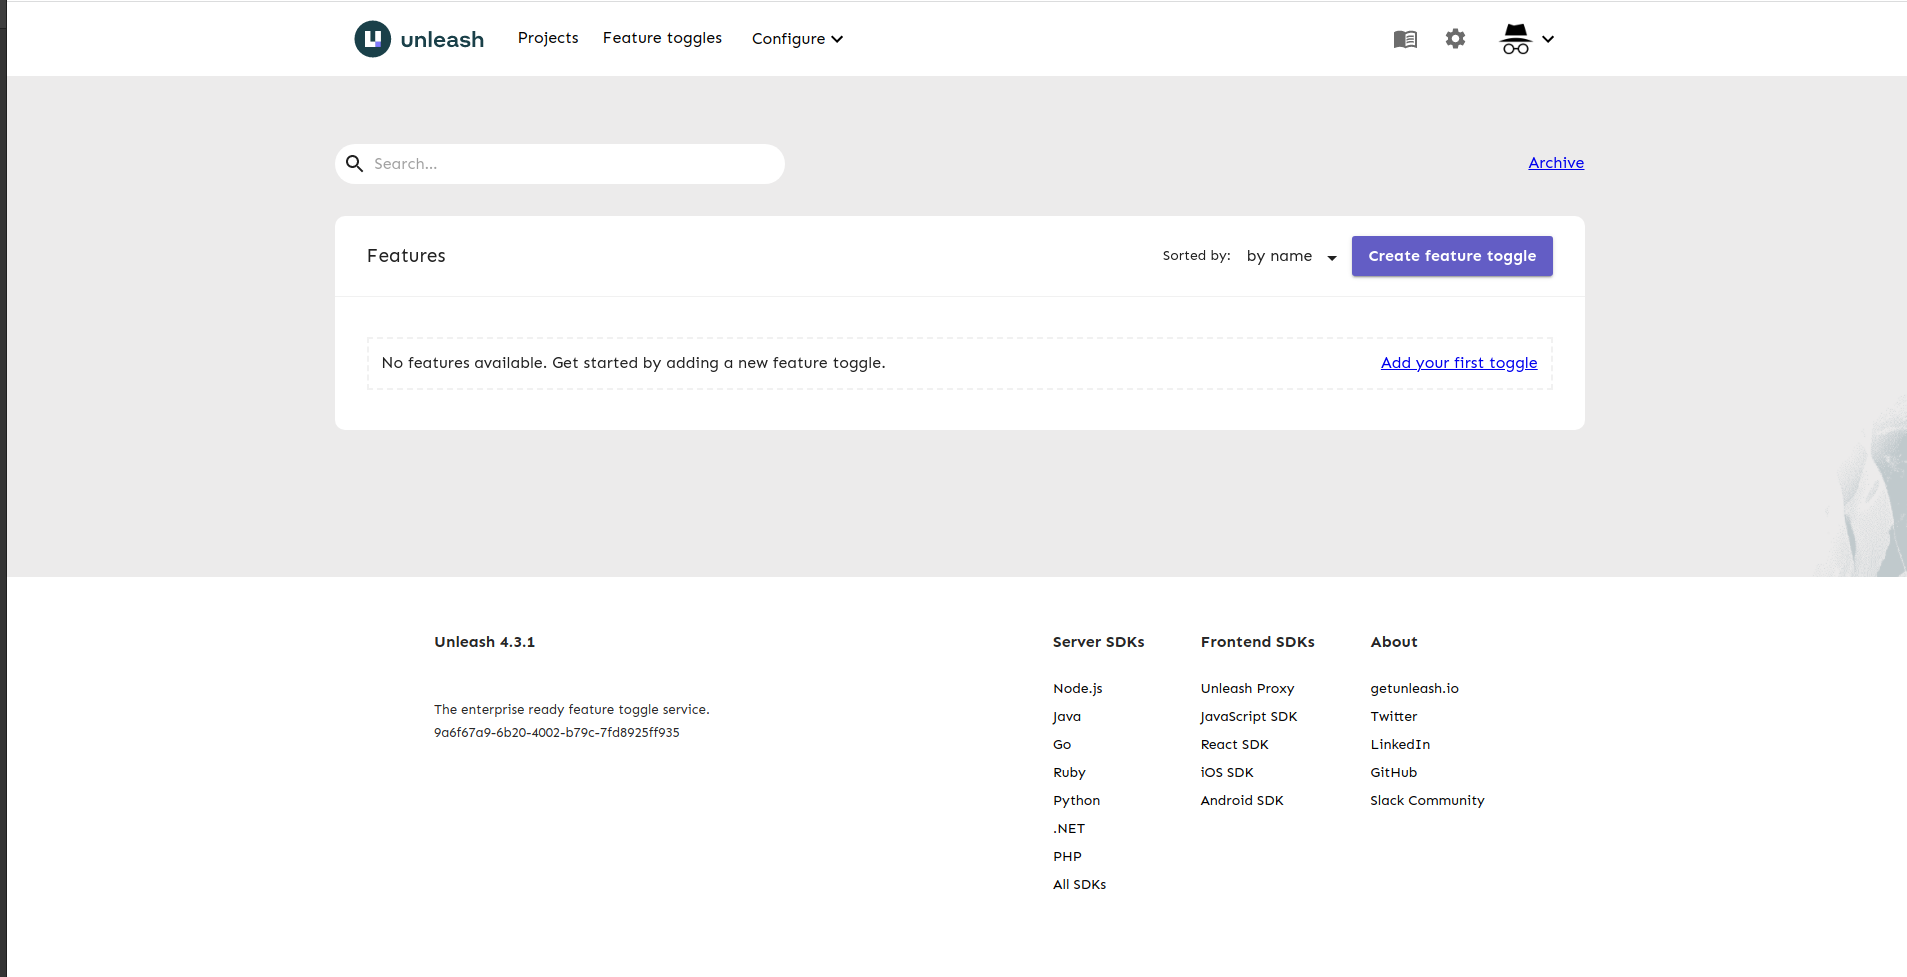 unleash Projects Feature toggles Configure
Search... Archive
Features Sorted by: by name Create feature toggle
No features available. Get started by adding a new feature toggle. Add your first toggle
Unleash 4.3.1
The enterprise ready feature toggle service.
9a6f67a9-6b20-4002-b79c-7fd8925ff935
Server SDKs
Node.js
Java
Go
Ruby
Python
.NET
PHP
All SDKs
Frontend SDKs
Unleash Proxy
JavaScript SDK
React SDK
iOS SDK
Android SDK
About
getunleash.io
Twitter
LinkedIn
GitHub
Slack Community